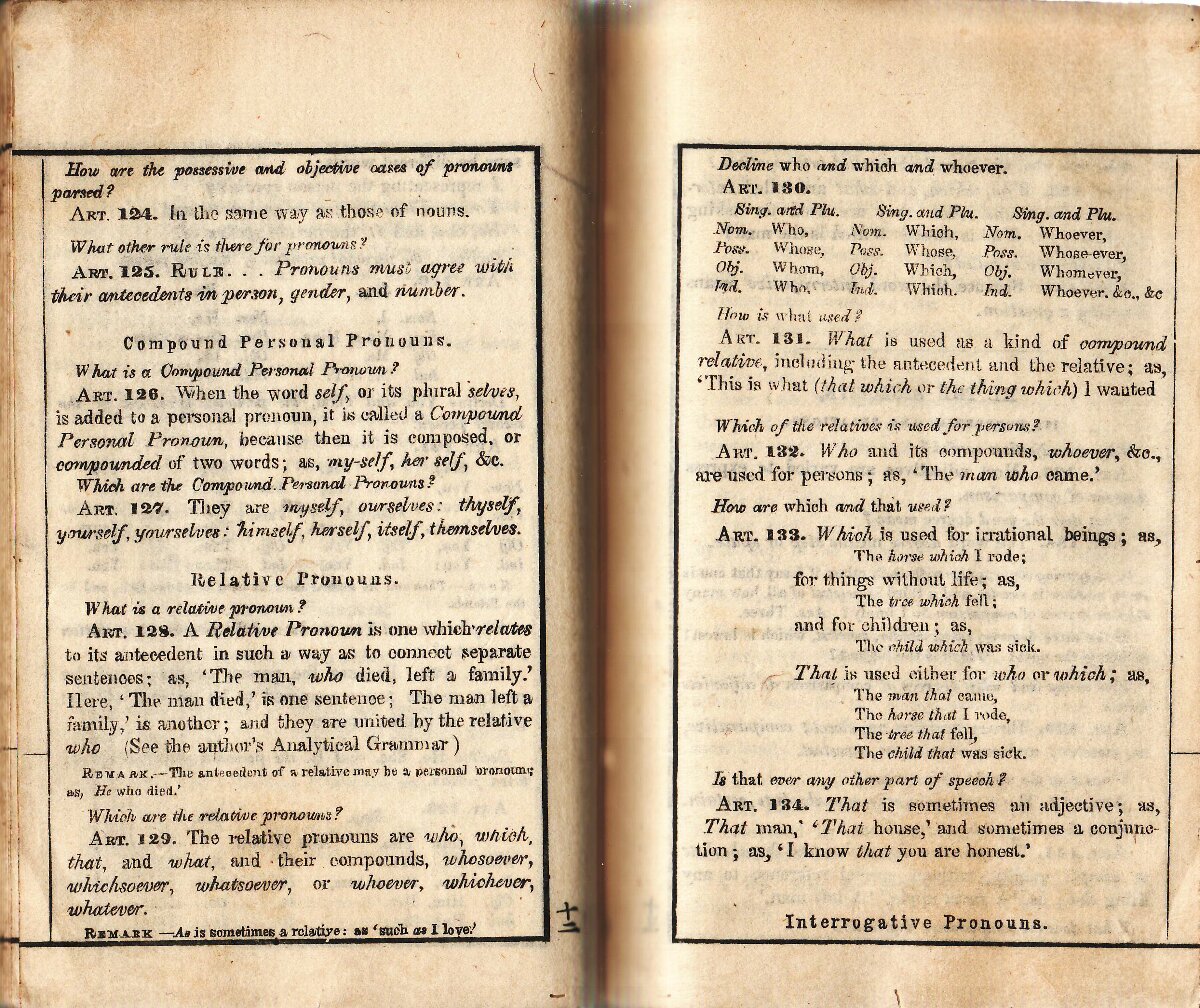 How are the possessive and objective cases of pronouns
parsed?
ART. 124. In the same way as those of nouns.
What other rule is there for pronouns?
ART. 125. RULE. . . Pronouns must agree with
their antecedents in person, gender, and number.
Compound Personal Pronouns.
What is a Compound Personal Pronoun?
ART. 126. When the word self, or its plural selves,
is added to a personal pronoun, it is called a Compound
Personal Pronoun, because then it is composed, or
compounded of two words; as, my-self, her self, &c.
Which are the Compound Personal Pronouns?
ART. 127. They are myself, ourselves: thyself,
yourself, yourselves: himself, herself, itself, themselves.
Relative Pronouns.
What is a relative pronoun?
ART. 128. A Relative Pronoun is one which relates
to its antecedent in such a way as to connect separate
sentences; as, 'The man, who died, left a family.'
Here, 'The man died,' is one sentence; The man left a
family,' is another; and they are united by the relative
who (See the author's Analytical Grammar)
REMARK.—The antecedent of a relative may be a personal pronoun;
as, He who died.'
Which are the relative pronouns?
ART. 129. The relative pronouns are who, which,
that, and what, and their compounds, whosoever,
whichsoever, whatsoever, or whoever, whichever,
whatever.
REMARK —As is sometimes a relative: as 'such as I love.'
十二
Decline who and which and whoever.
ART. 130.
Sing. and Plu. Sing. and Plu. Sing. and Plu.
Nom. Who, Nom. Which, Nom. Whoever,
Poss. Whose, Poss. Whose, Poss. Whose-ever,
Obj. Whom, Obj. Which, Obj. Whomever,
Ind. Who. Ind. Which. Ind. Whoever. &c., &c
How is what used?
ART. 131. What is used as a kind of compound
relative, including the antecedent and the relative; as,
'This is what (that which or the thing which) I wanted
Which of the relatives is used for persons?
ART. 132. Who and its compounds, whoever, &c.,
are used for persons; as, 'The man who came.'
How are which and that used?
ART. 133. Which is used for irrational beings; as,
The horse which I rode;
for things without life; as,
The tree which fell;
and for children; as,
The child which was sick.
That is used either for who or which; as,
The man that came,
The horse that I rode,
The tree that fell,
The child that was sick.
Is that ever any other part of speech?
ART. 134. That is sometimes an adjective; as,
That man,' 'That house,' and sometimes a conjunc-
tion; as, 'I know that you are honest.'
Interrogative Pronouns.